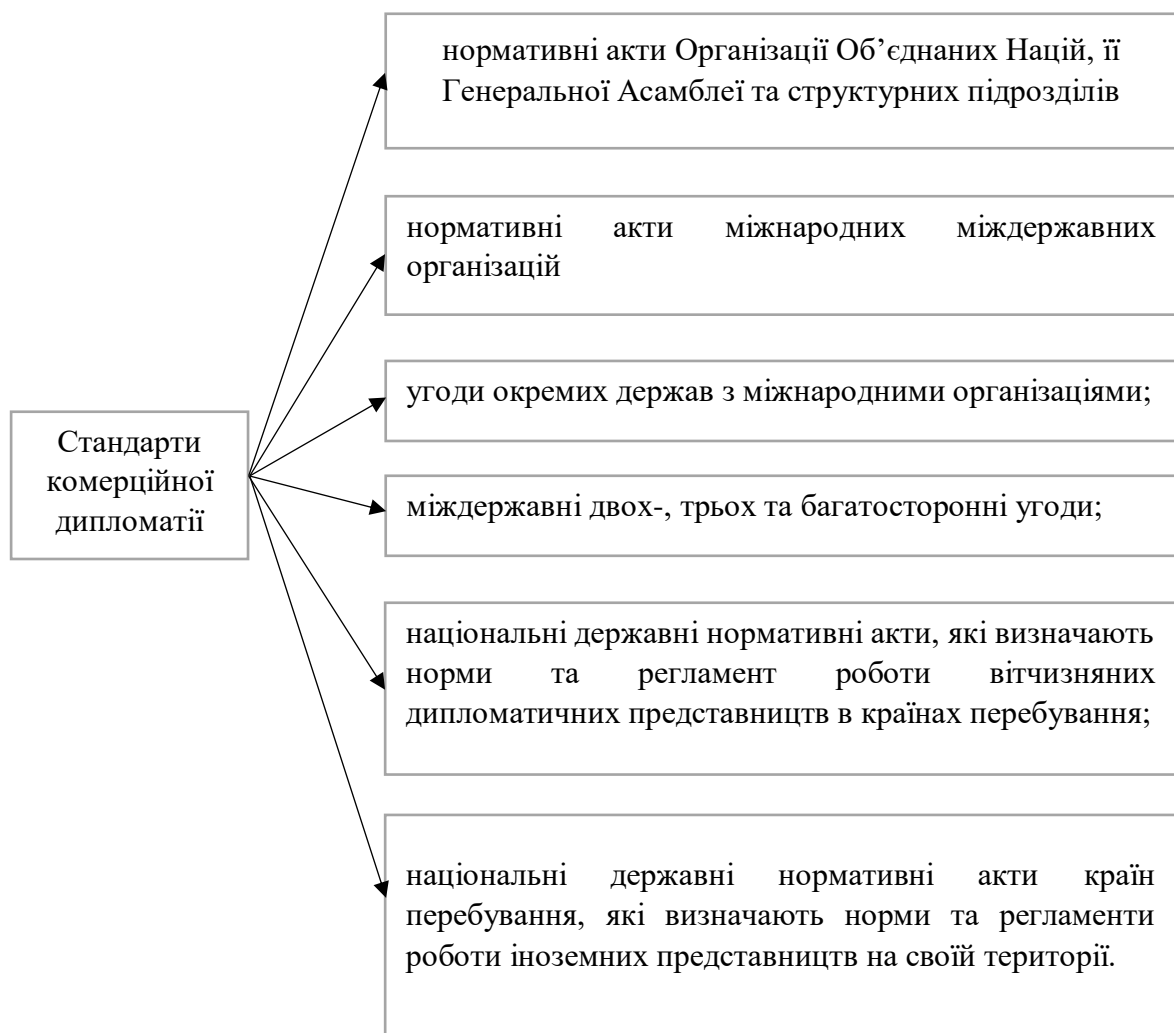 нормативні акти Організації Об’єднаних Націй, її
Генеральної Асамблеї та структурних підрозділів
нормативні акти міжнародних міждержавних
організацій
угоди окремих держав з міжнародними організаціями;
Стандарти
комерційної
дипломатії
міждержавні двох-, трьох та багатосторонні угоди;
національні державні нормативні акти, які визначають
норми та регламент роботи вітчизняних
дипломатичних представництв в країнах перебування;
національні державні нормативні акти країн
перебування, які визначають норми та регламенти
роботи іноземних представництв на своїй території.